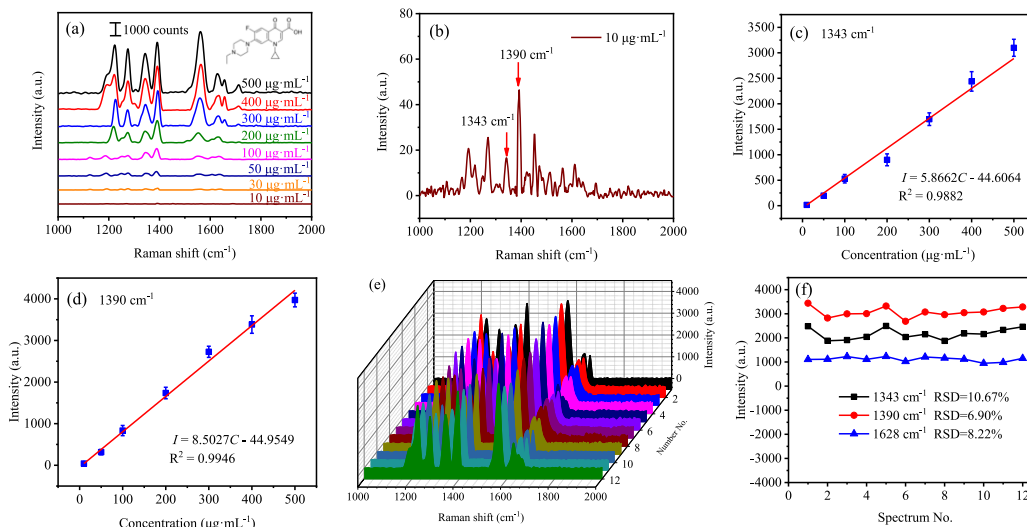 (a)
1000 counts
F
O
O
OH
N
N
N
500 μg·mL⁻¹
400 μg·mL⁻¹
300 μg·mL⁻¹
200 μg·mL⁻¹
100 μg·mL⁻¹
50 μg·mL⁻¹
30 μg·mL⁻¹
10 μg·mL⁻¹
Intensity (a.u.)
1000 1200 1400 1600 1800 2000
Raman shift (cm⁻¹)
(b)
10 μg·mL⁻¹
1390 cm⁻¹
1343 cm⁻¹
80
60
40
20
0
Intensity (a.u.)
1000 1200 1400 1600 1800 2000
Raman shift (cm⁻¹)
(c)
1343 cm⁻¹
3500
3000
2500
2000
1500
1000
500
0
Intensity (a.u.)
I = 5.8662C - 44.6064
R² = 0.9882
0 100 200 300 400 500
Concentration (μg·mL⁻¹)
(d) 1390 cm⁻¹
4000
3000
2000
1000
0
Intensity (a.u.)
I = 8.5027C - 44.9549
R² = 0.9946
0 100 200 300 400 500
Concentration (μg·mL⁻¹)
(e)
4000
3000
2000
1000
0
Intensity (a.u.)
2
4
6
8
10
12
Number No.
1000 1200 1400 1600 1800 2000
Raman shift (cm⁻¹)
(f)
4000
3000
2000
1000
0
1000
2000
3000
4000
Intensity (a.u.)
1343 cm⁻¹ RSD=10.67%
1390 cm⁻¹ RSD=6.90%
1628 cm⁻¹ RSD=8.22%
0 2 4 6 8 10 12
Spectrum No.